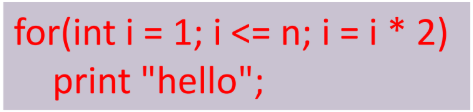 for(int i = 1; i <= n; i = i * 2)
print "hello";